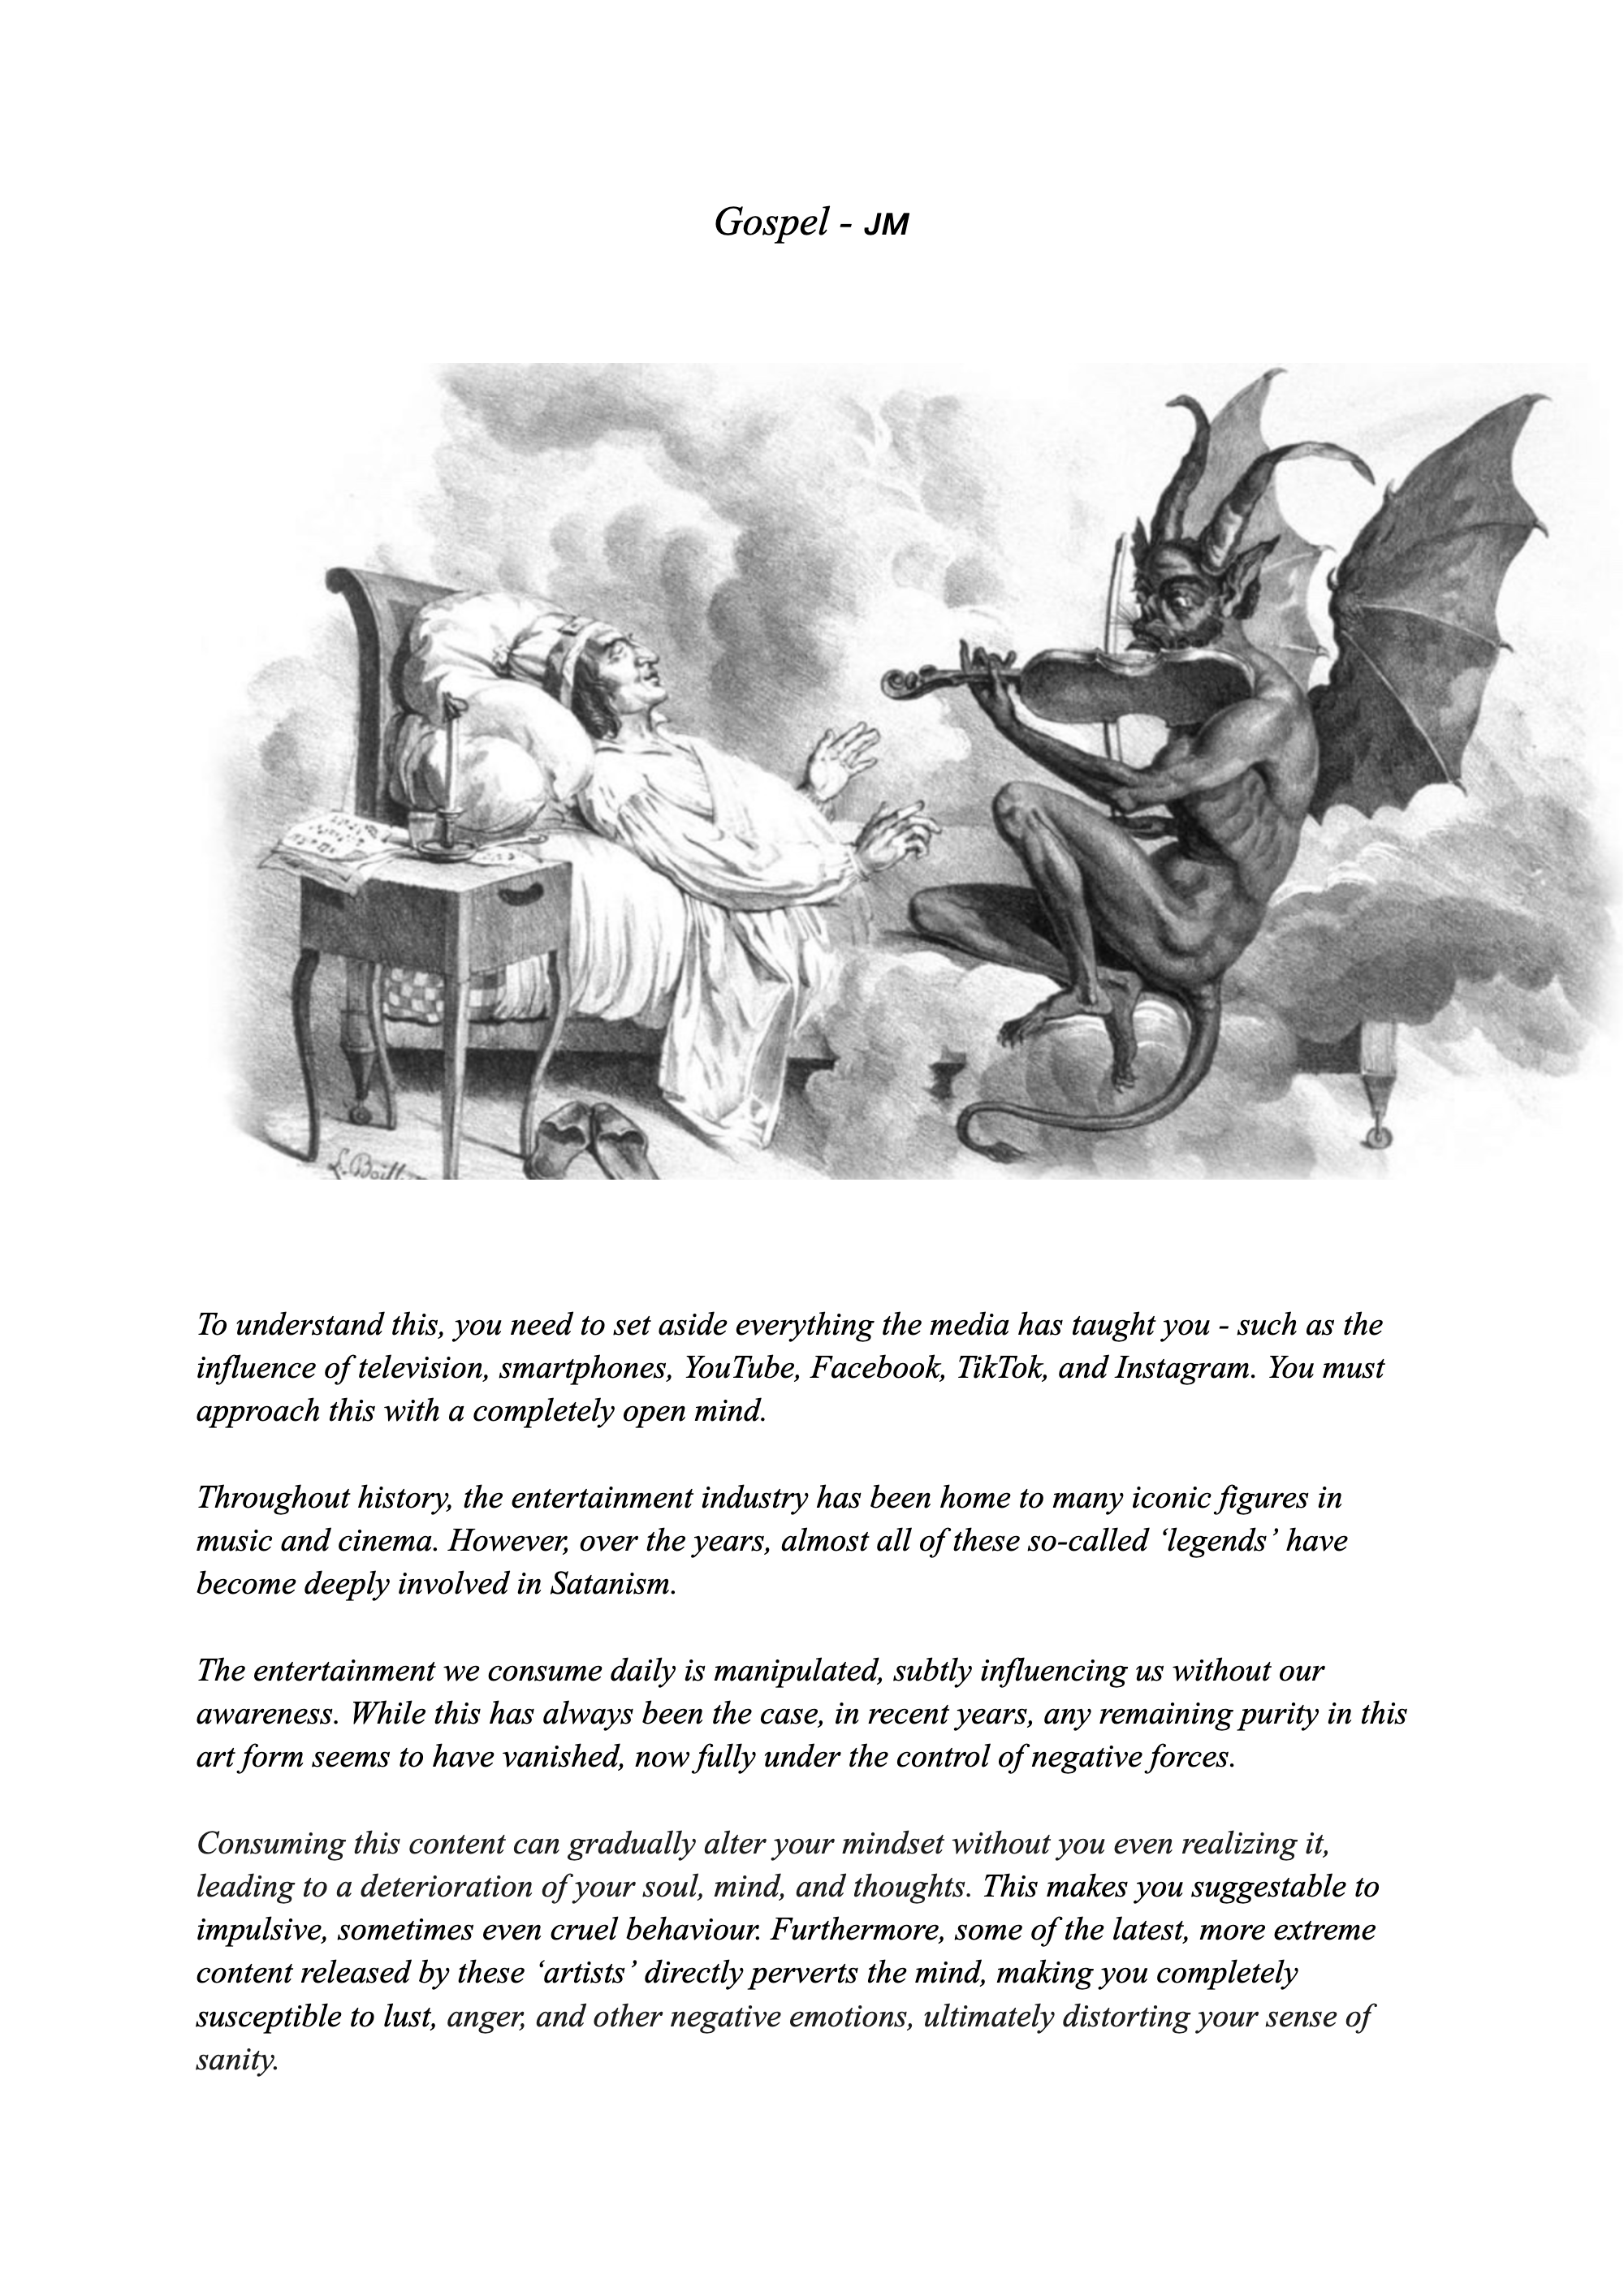 Gospel - JM
To understand this, you need to set aside everything the media has taught you - such as the
influence of television, smartphones, YouTube, Facebook, TikTok, and Instagram. You must
approach this with a completely open mind.
Throughout history, the entertainment industry has been home to many iconic figures in
music and cinema. However, over the years, almost all of these so-called ‘legends’ have
become deeply involved in Satanism.
The entertainment we consume daily is manipulated, subtly influencing us without our
awareness. While this has always been the case, in recent years, any remaining purity in this
art form seems to have vanished, now fully under the control of negative forces.
Consuming this content can gradually alter your mindset without you even realizing it,
leading to a deterioration of your soul, mind, and thoughts. This makes you suggestable to
impulsive, sometimes even cruel behaviour. Furthermore, some of the latest, more extreme
content released by these ‘artists’ directly perverts the mind, making you completely
susceptible to lust, anger, and other negative emotions, ultimately distorting your sense of
sanity.